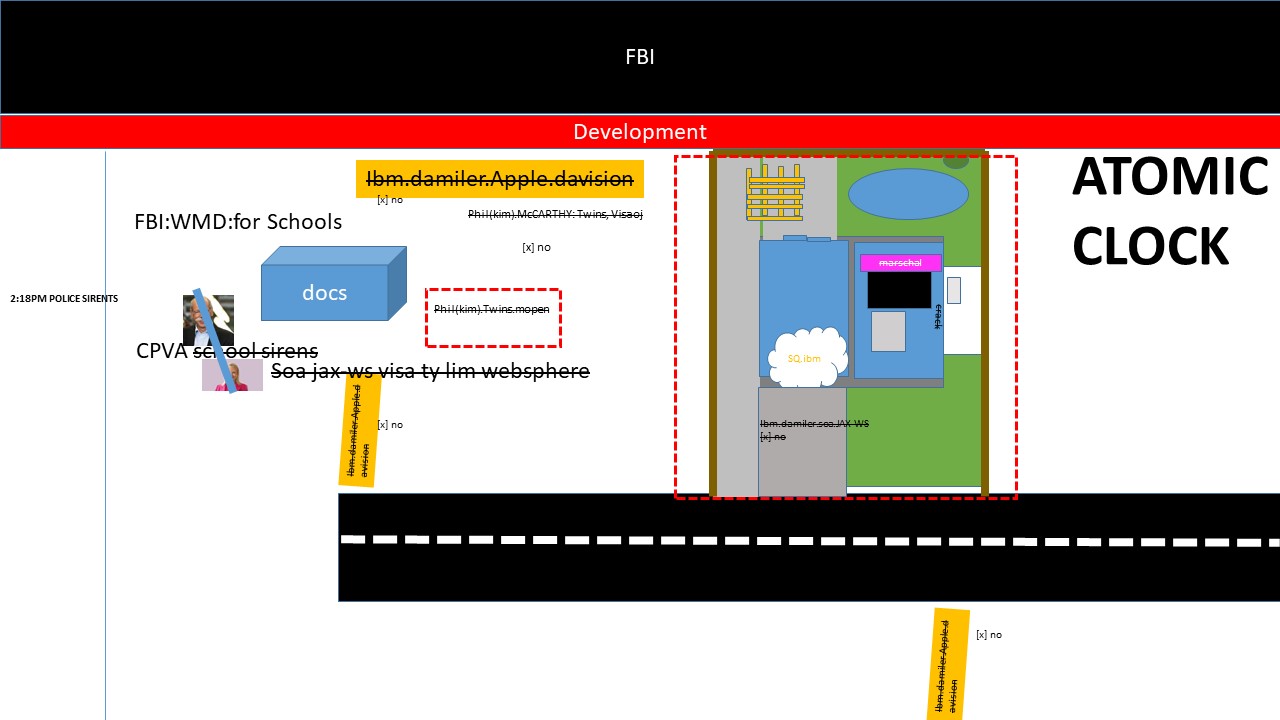 FBI
Development
ATOMIC
CLOCK
Ibm.damiler.Apple.davision
[x] no
Phil(kim).McCARTHY: Twins, Visaoj
FBI:WMD:for Schools
[x] no
marschal
docs
2:18PM POLICE SIRENTS
Phil(kim).Twins.mopen
crack
CPVA school sirens
SQ.ibm
Soa jax-ws visa ty lim websphere
Ibm.damiler.Apple.d
avision
[x] no
Ibm.damiler.soa.JAX-WS
[x] no
Ibm.damiler.Apple.d
avision
[x] no